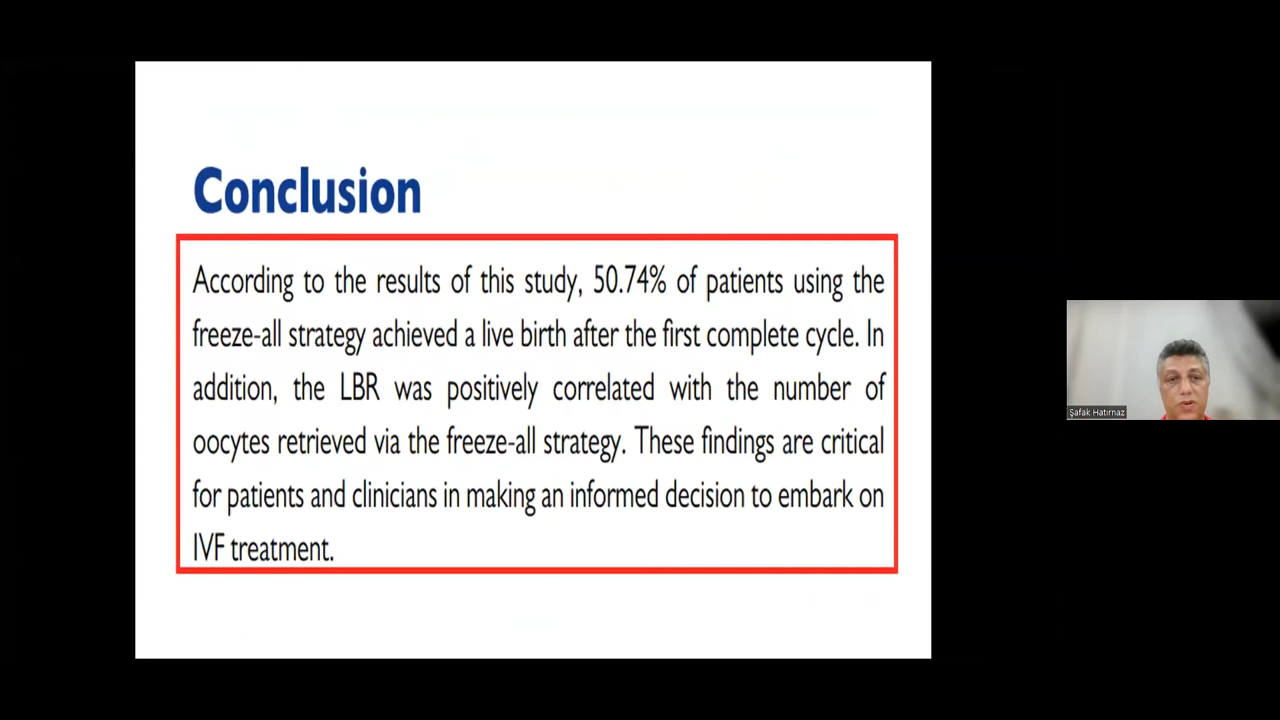 Conclusion
According to the results of this study, 50.74% of patients using the
freeze-all strategy achieved a live birth after the first complete cycle. In
addition, the LBR was positively correlated with the number of
oocytes retrieved via the freeze-all strategy. These findings are critical
for patients and clinicians in making an informed decision to embark on
IVF treatment.
Şafak Hatırnaz